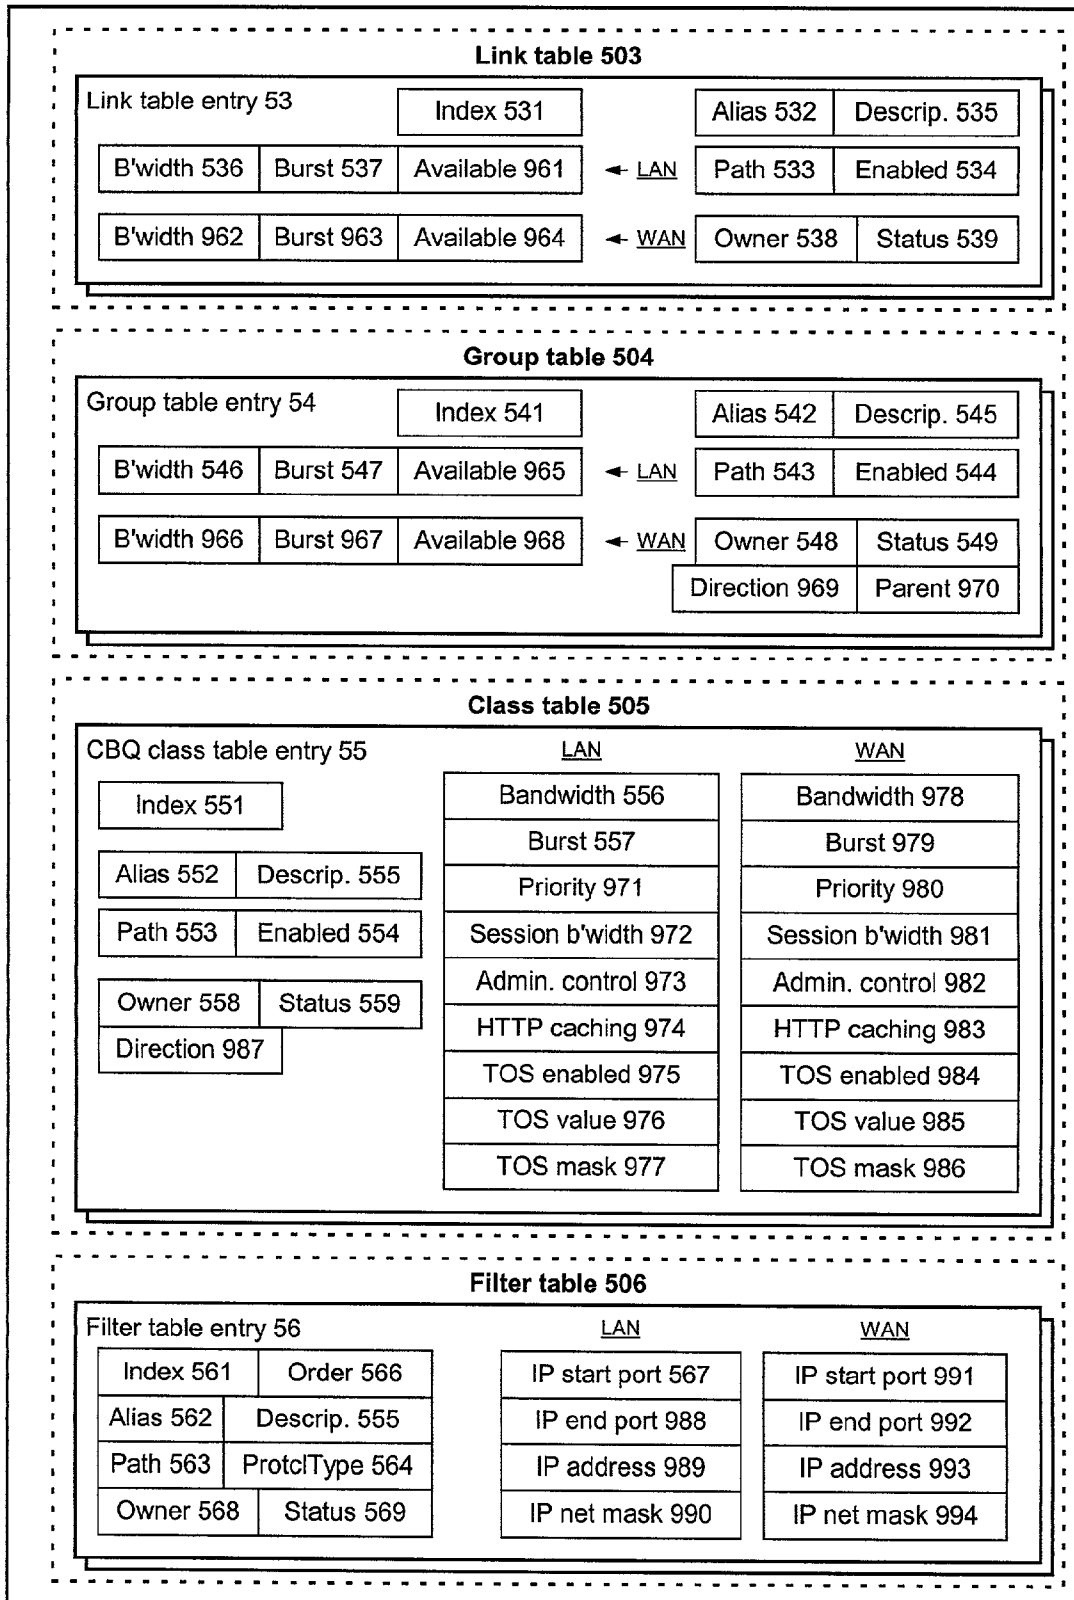 Link table 503
Link table entry 53 Index 531 Alias 532 Descrip. 535
B'width 536 Burst 537 Available 961 LAN Path 533 Enabled 534
B'width 962 Burst 963 Available 964 WAN Owner 538 Status 539
Group table 504
Group table entry 54 Index 541 Alias 542 Descrip. 545
B'width 546 Burst 547 Available 965 LAN Path 543 Enabled 544
B'width 966 Burst 967 Available 968 WAN Owner 548 Status 549
Direction 969 Parent 970
Class table 505
CBQ class table entry 55
Index 551
Alias 552 Descrip. 555
Path 553 Enabled 554
Owner 558 Status 559
Direction 987
LAN
Bandwidth 556
Burst 557
Priority 971
Session b'width 972
Admin. control 973
HTTP caching 974
TOS enabled 975
TOS value 976
TOS mask 977
WAN
Bandwidth 978
Burst 979
Priority 980
Session b'width 981
Admin. control 982
HTTP caching 983
TOS enabled 984
TOS value 985
TOS mask 986
Filter table 506
Filter table entry 56
Index 561 Order 566
Alias 562 Descrip. 555
Path 563 ProtclType 564
Owner 568 Status 569
LAN
IP start port 567
IP end port 988
IP address 989
IP net mask 990
WAN
IP start port 991
IP end port 992
IP address 993
IP net mask 994